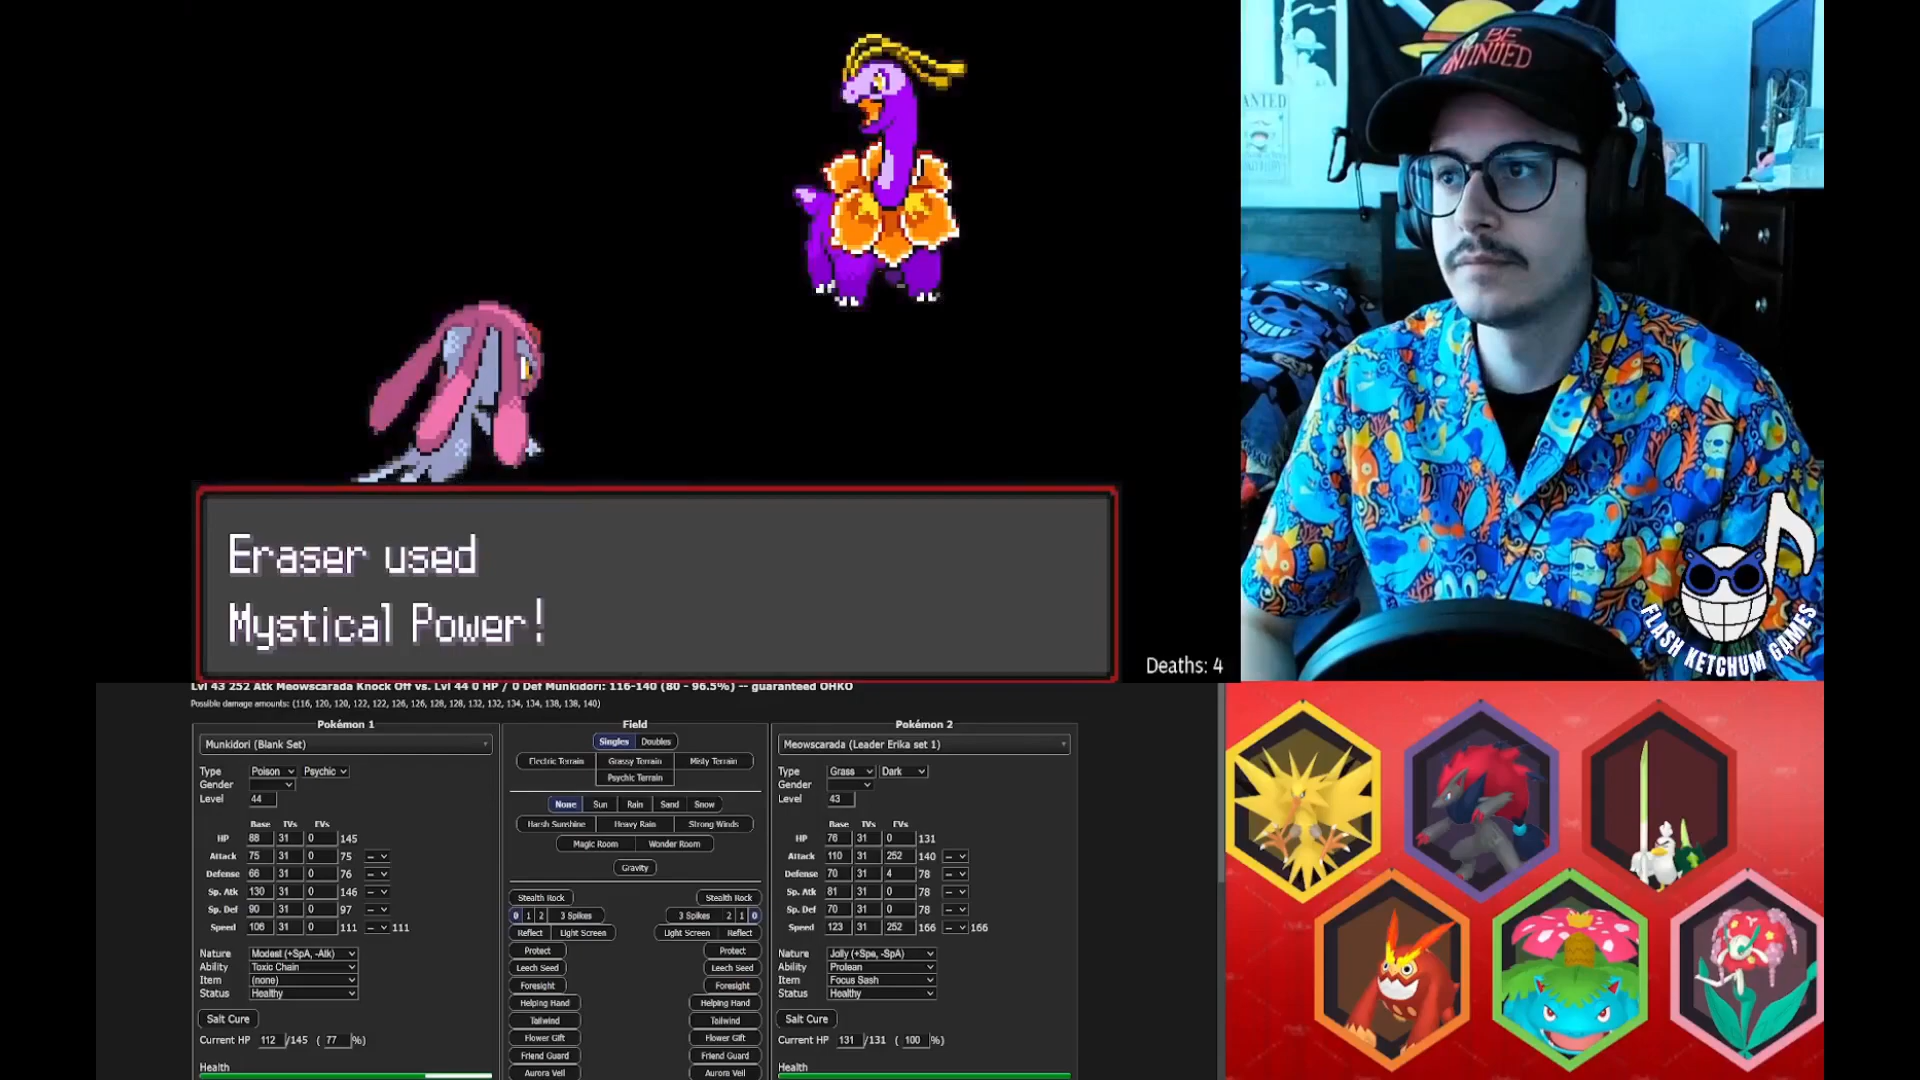 BE
CONTINUED
WANTED
Eraser used
Mystical Power!
Deaths: 4
FLASH KETCHUM GAMES
Lvl 43 252 Atk Meowscarada Knock Off vs. Lvl 44 0 HP / 0 Def Munkidori: 116-140 (80 - 96.5%) -- guaranteed OHKO
Possible damage amounts: (116, 120, 120, 122, 122, 126, 126, 128, 128, 132, 132, 134, 134, 138, 138, 140)
Pokémon 1
Munkidori (Blank Set)
Type Poison Psychic
Gender
Level 44
Base IVs EVs
HP 88 31 0 145
Attack 75 31 0 75 --
Defense 66 31 0 76 --
Sp. Atk 130 31 0 146 --
Sp. Def 90 31 0 97 --
Speed 106 31 0 111 -- 111
Nature Modest (+SpA, -Atk)
Ability Toxic Chain
Item (none)
Status Healthy
Salt Cure
Current HP 112 /145 ( 77 %)
Health
Field
Singles Doubles
Electric Terrain Grassy Terrain Misty Terrain
Psychic Terrain
None Sun Rain Sand Snow
Harsh Sunshine Heavy Rain Strong Winds
Magic Room Wonder Room
Gravity
Stealth Rock Stealth Rock
0 1 2 3 Spikes 3 Spikes 2 1 0
Reflect Light Screen Light Screen Reflect
Protect Protect
Leech Seed Leech Seed
Foresight Foresight
Helping Hand Helping Hand
Tailwind Tailwind
Flower Gift Flower Gift
Friend Guard Friend Guard
Aurora Veil Aurora Veil
Pokémon 2
Meowscarada (Leader Erika set 1)
Type Grass Dark
Gender
Level 43
Base IVs EVs
HP 76 31 0 131
Attack 110 31 252 140 --
Defense 70 31 4 78 --
Sp. Atk 81 31 0 78 --
Sp. Def 70 31 0 78 --
Speed 123 31 252 166 -- 166
Nature Jolly (+Spe, -SpA)
Ability Protean
Item Focus Sash
Status Healthy
Salt Cure
Current HP 131 /131 ( 100 %)
Health